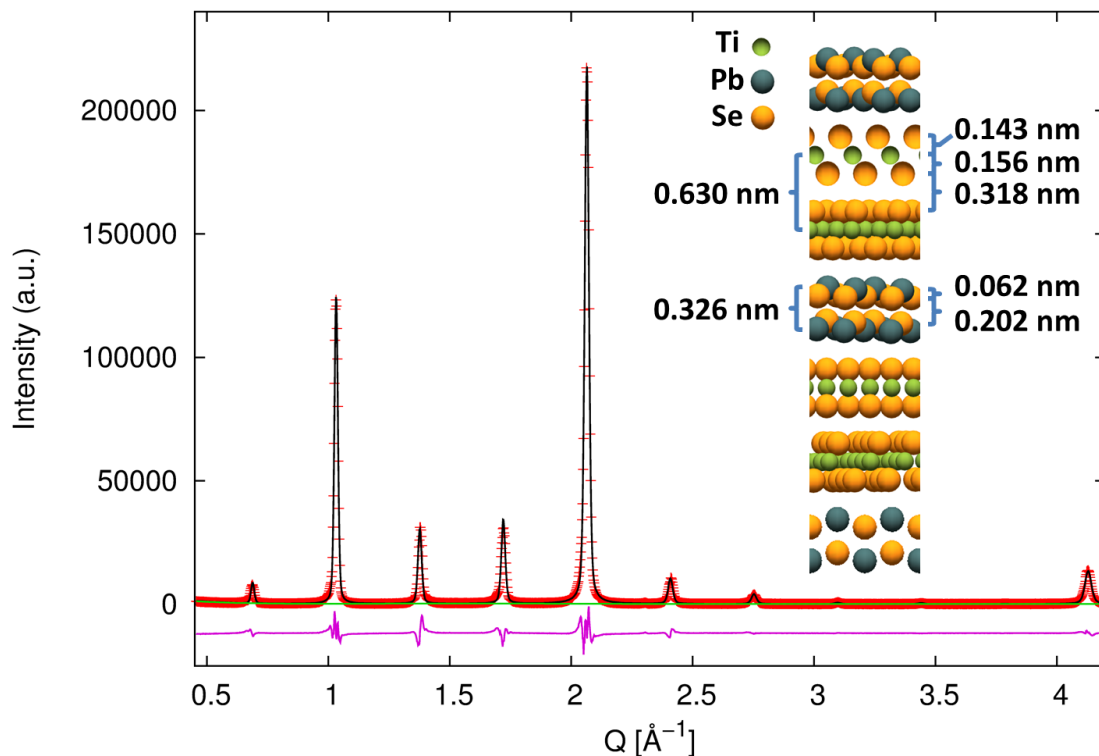 Intensity (a.u.)
200000
150000
100000
50000
0
0.5 1 1.5 2 2.5 3 3.5 4
Q [Å⁻¹]
Ti
Pb
Se
0.630 nm
0.326 nm
0.143 nm
0.156 nm
0.318 nm
0.062 nm
0.202 nm